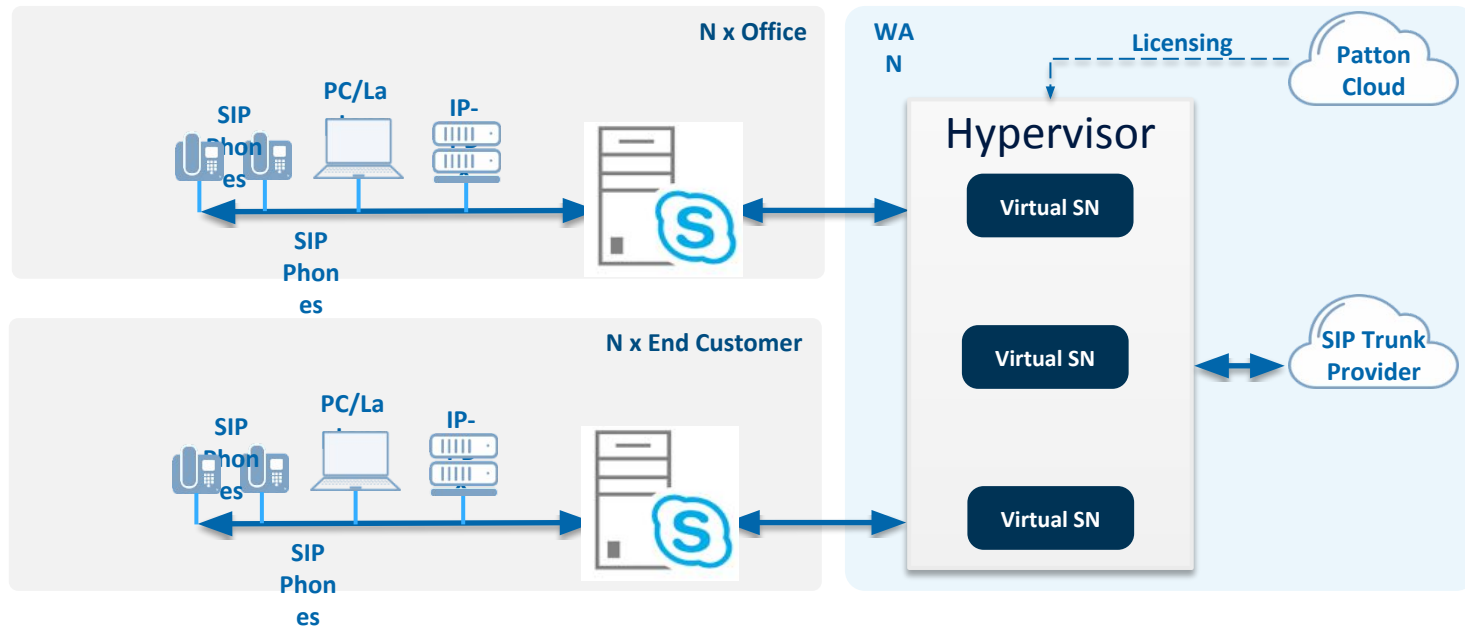 N x Office
SIP
Phon
es
PC/La
IP-
SIP
Phon
es
N x End Customer
SIP
Phon
es
PC/La
IP-
SIP
Phon
es
WA
N
Licensing
Patton
Cloud
Hypervisor
Virtual SN
Virtual SN
Virtual SN
SIP Trunk
Provider